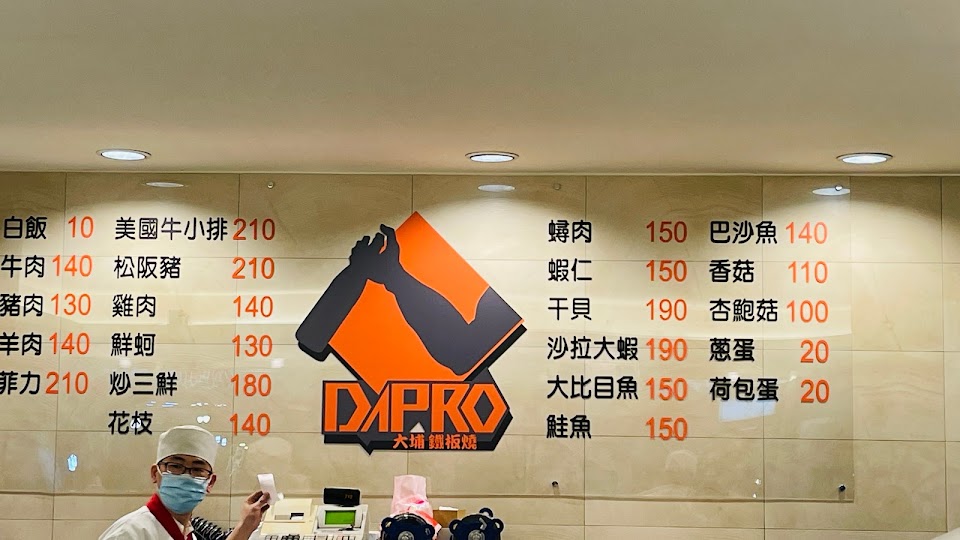 白飯 10
牛肉 140
豬肉 130
羊肉 140
菲力 210
美國牛小排 210
松阪豬 210
雞肉 140
鮮蚵 130
炒三鮮 180
花枝 140
DAPRO
大埔鐵板燒
蟳肉 150
蝦仁 150
干貝 190
沙拉大蝦 190
大比目魚 150
鮭魚 150
巴沙魚 140
香菇 110
杏鮑菇 100
蔥蛋 20
荷包蛋 20